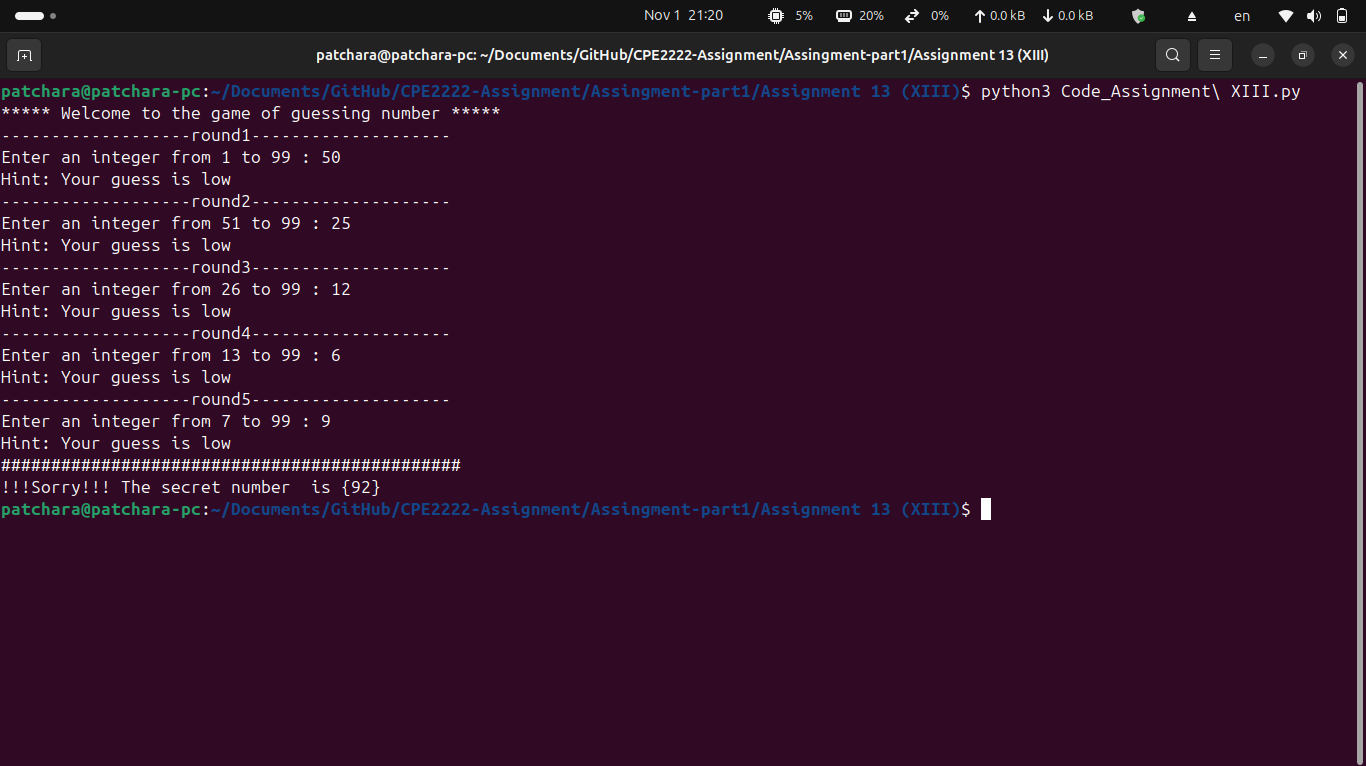 Nov 1 21:20 5% 20% 0% 0.0 kB 0.0 kB en
patchara@patchara-pc: ~/Documents/GitHub/CPE2222-Assignment/Assingment-part1/Assignment 13 (XIII)
patchara@patchara-pc:~/Documents/GitHub/CPE2222-Assignment/Assingment-part1/Assignment 13 (XIII)$ python3 Code_Assignment\ XIII.py
***** Welcome to the game of guessing number *****
-------------------round1--------------------
Enter an integer from 1 to 99 : 50
Hint: Your guess is low
-------------------round2--------------------
Enter an integer from 51 to 99 : 25
Hint: Your guess is low
-------------------round3--------------------
Enter an integer from 26 to 99 : 12
Hint: Your guess is low
-------------------round4--------------------
Enter an integer from 13 to 99 : 6
Hint: Your guess is low
-------------------round5--------------------
Enter an integer from 7 to 99 : 9
Hint: Your guess is low
##############################################
!!!Sorry!!! The secret number  is {92}
patchara@patchara-pc:~/Documents/GitHub/CPE2222-Assignment/Assingment-part1/Assignment 13 (XIII)$